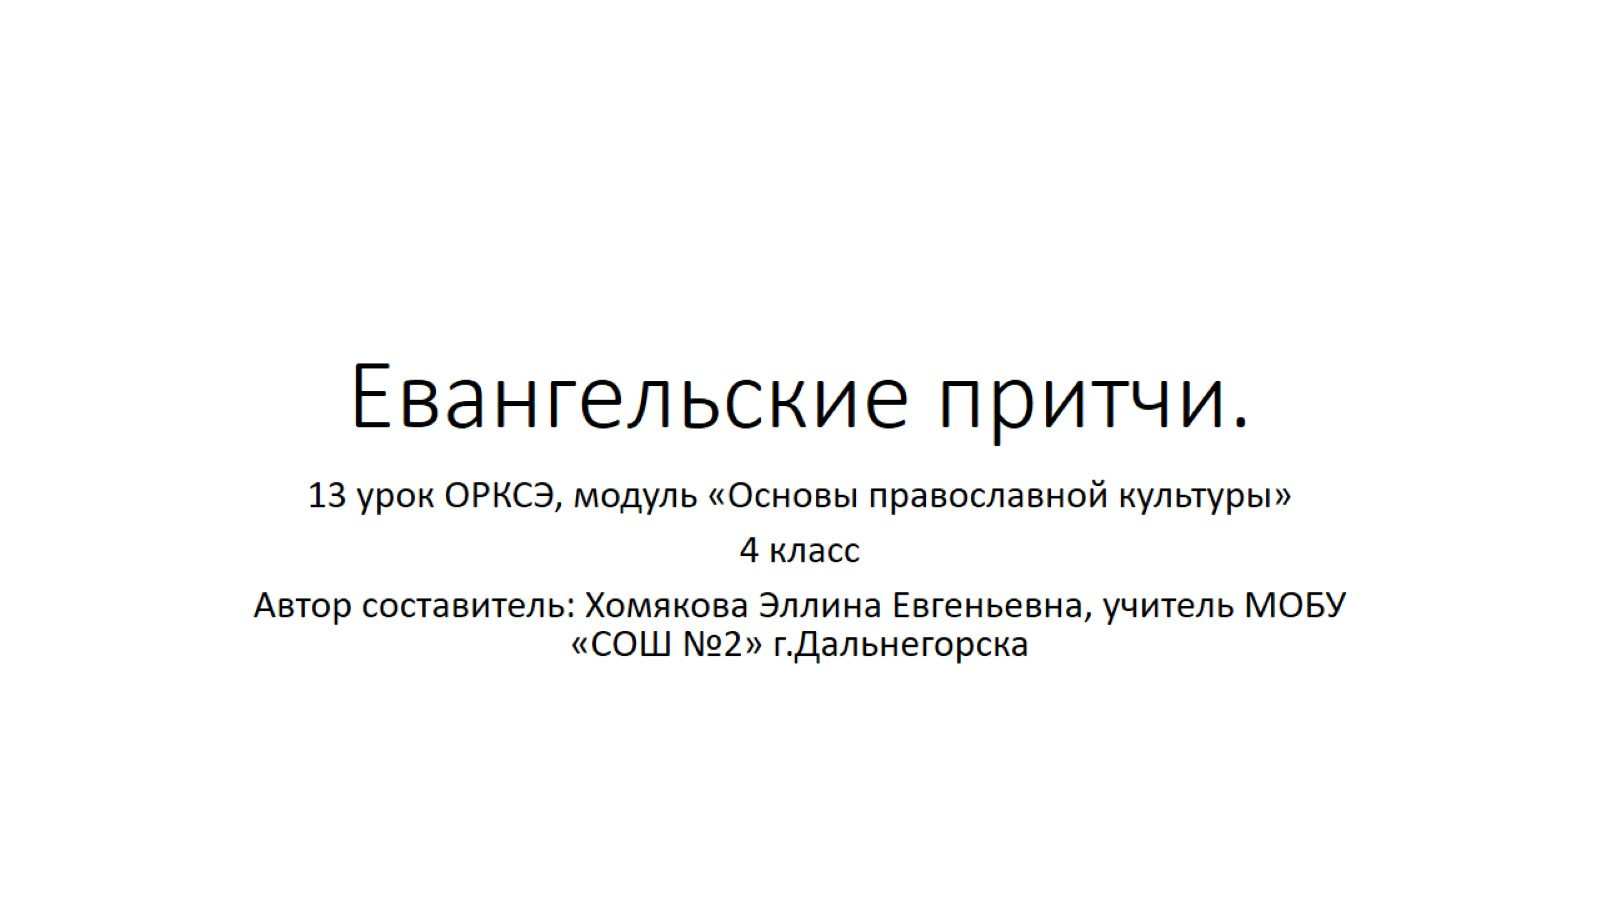 Евангельские притчи.
13 урок ОРКСЭ, модуль «Основы православной культуры»
4 класс
Автор составитель: Хомякова Эллина Евгеньевна, учитель МОБУ
«СОШ №2» г.Дальнегорска